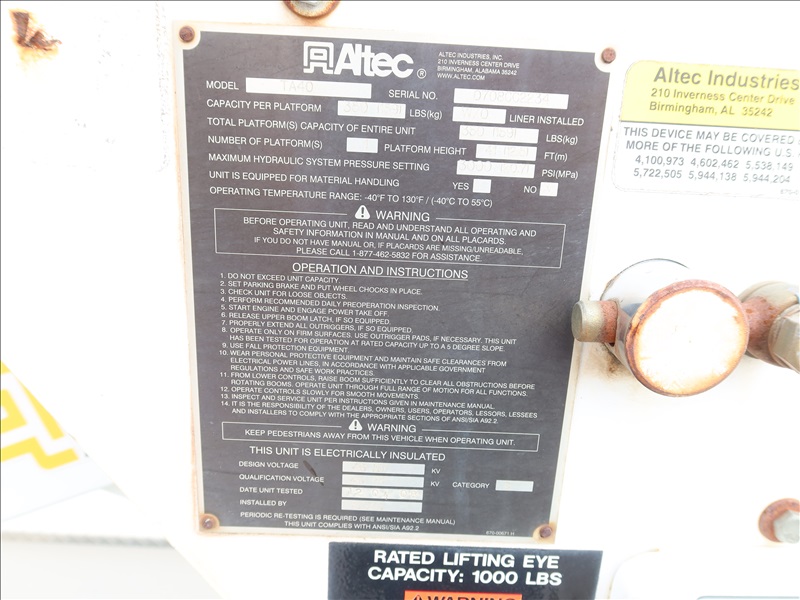 Altec®
ALTEC INDUSTRIES, INC.
210 INVERNESS CENTER DRIVE
BIRMINGHAM, ALABAMA 35242
WWW.ALTEC.COM
MODEL TA40
SERIAL NO.
CAPACITY PER PLATFORM LBS(kg) LINER INSTALLED
TOTAL PLATFORM(S) CAPACITY OF ENTIRE UNIT LBS(kg)
NUMBER OF PLATFORM(S) PLATFORM HEIGHT FT(m)
MAXIMUM HYDRAULIC SYSTEM PRESSURE SETTING PSI(MPa)
UNIT IS EQUIPPED FOR MATERIAL HANDLING YES NO
OPERATING TEMPERATURE RANGE: -40°F TO 130°F / (-40°C TO 55°C)
WARNING
BEFORE OPERATING UNIT, READ AND UNDERSTAND ALL OPERATING AND
SAFETY INFORMATION IN MANUAL AND ON ALL PLACARDS.
IF YOU DO NOT HAVE MANUAL OR, IF PLACARDS ARE MISSING/UNREADABLE,
PLEASE CALL 1-877-462-5832 FOR ASSISTANCE.
OPERATION AND INSTRUCTIONS
1. DO NOT EXCEED UNIT CAPACITY.
2. SET PARKING BRAKE AND PUT WHEEL CHOCKS IN PLACE.
3. CHECK UNIT FOR LOOSE OBJECTS.
4. PERFORM RECOMMENDED DAILY PREOPERATION INSPECTION.
5. START ENGINE AND ENGAGE POWER TAKE OFF.
6. RELEASE UPPER BOOM LATCH, IF SO EQUIPPED.
7. PROPERLY EXTEND ALL OUTRIGGERS, IF SO EQUIPPED.
8. OPERATE ONLY ON FIRM SURFACES. USE OUTRIGGER PADS, IF NECESSARY. THIS UNIT
HAS BEEN TESTED FOR OPERATION AT RATED CAPACITY UP TO A 5 DEGREE SLOPE.
9. USE FALL PROTECTION EQUIPMENT.
10. WEAR PERSONAL PROTECTIVE EQUIPMENT AND MAINTAIN SAFE CLEARANCES FROM
ELECTRICAL POWER LINES, IN ACCORDANCE WITH APPLICABLE GOVERNMENT
REGULATIONS AND SAFE WORK PRACTICES.
11. FROM LOWER CONTROLS, RAISE BOOM SUFFICIENTLY TO CLEAR ALL OBSTRUCTIONS BEFORE
ROTATING BOOMS. OPERATE UNIT THROUGH FULL RANGE OF MOTION FOR ALL FUNCTIONS.
12. OPERATE CONTROLS SLOWLY FOR SMOOTH MOVEMENTS.
13. INSPECT AND SERVICE UNIT PER INSTRUCTIONS GIVEN IN MAINTENANCE MANUAL.
14. IT IS THE RESPONSIBILITY OF THE DEALERS, OWNERS, USERS, OPERATORS, LESSORS, LESSEES
AND INSTALLERS TO COMPLY WITH THE APPROPRIATE SECTIONS OF ANSI/SIA A92.2.
WARNING
KEEP PEDESTRIANS AWAY FROM THIS VEHICLE WHEN OPERATING UNIT.
THIS UNIT IS ELECTRICALLY INSULATED
DESIGN VOLTAGE KV
QUALIFICATION VOLTAGE KV CATEGORY
DATE UNIT TESTED
INSTALLED BY
PERIODIC RE-TESTING IS REQUIRED (SEE MAINTENANCE MANUAL)
THIS UNIT COMPLIES WITH ANSI/SIA A92.2
Altec Industries
210 Inverness Center Drive
Birmingham, AL 35242
THIS DEVICE MAY BE COVERED
MORE OF THE FOLLOWING U.S.
4,100,973 4,602,462 5,538,149
5,722,505 5,944,138 5,944,204
RATED LIFTING EYE
CAPACITY: 1000 LBS
WARNING